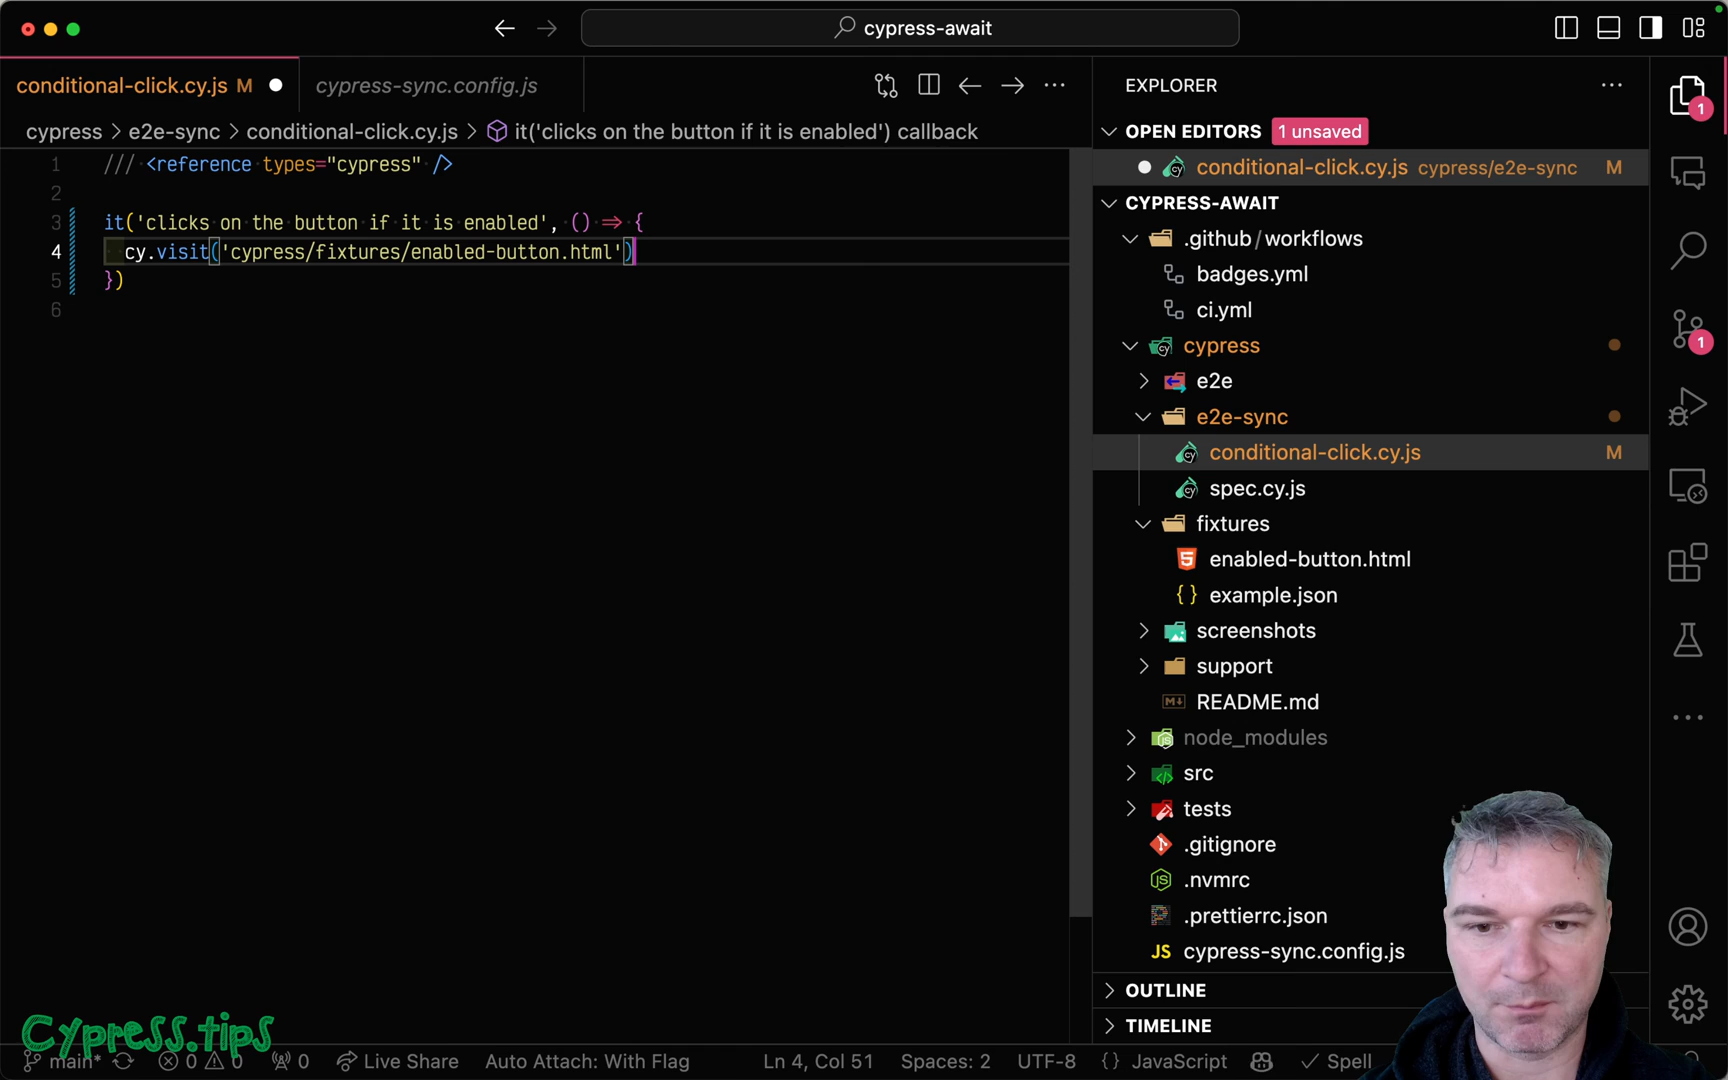 cypress-await
conditional-click.cy.js M
cypress-sync.config.js
cypress > e2e-sync > conditional-click.cy.js > it('clicks on the button if it is enabled') callback
1 /// <reference types="cypress" />
2
3 it('clicks on the button if it is enabled', () => {
4 cy.visit('cypress/fixtures/enabled-button.html')
5 })
6
EXPLORER
OPEN EDITORS 1 unsaved
conditional-click.cy.js cypress/e2e-sync M
CYPRESS-AWAIT
.github/workflows
badges.yml
ci.yml
cypress
e2e
e2e-sync
conditional-click.cy.js M
spec.cy.js
fixtures
enabled-button.html
example.json
screenshots
support
README.md
node_modules
src
tests
.gitignore
.nvmrc
.prettierrc.json
JS cypress-sync.config.js
OUTLINE
TIMELINE
1
1
Cypress.tips
main* 0 0 0 Live Share Auto Attach: With Flag Ln 4, Col 51 Spaces: 2 UTF-8 {} JavaScript Spell